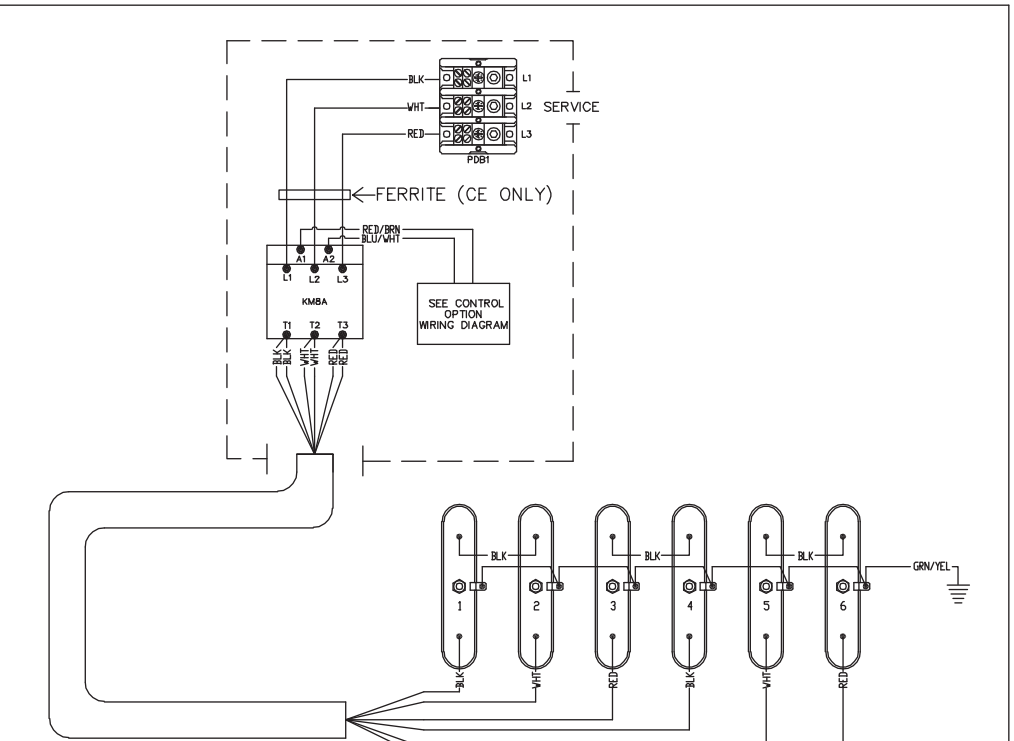 BLK
L1
WHT
L2
SERVICE
RED
L3
PDB1
FERRITE (CE ONLY)
RED/BRN
BLU/WHT
A1
A2
L1
L2
L3
KM8A
SEE CONTROL
OPTION
WIRING DIAGRAM
T1
T2
T3
BLK
BLK
WHT
WHT
RED
RED
BLK
BLK
BLK
GRN/YEL
1
2
3
4
5
6
BLK
WHT
RED
BLK
WHT
RED